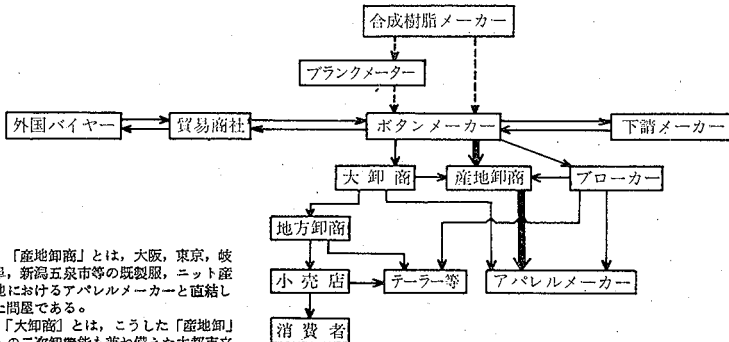 合成樹脂メーカー
ブランクメーター
外国バイヤー
貿易商社
ボタンメーカー
下請メーカー
大卸商
産地卸商
ブローカー
地方卸商
小売店
テーラー等
アパレルメーカー
消費者
「産地卸商」とは，大阪，東京，岐
阜，新潟五泉市等の既製服，ニット産
地におけるアパレルメーカーと直結し
た問屋である。
「大卸商」とは，こうした「産地卸」